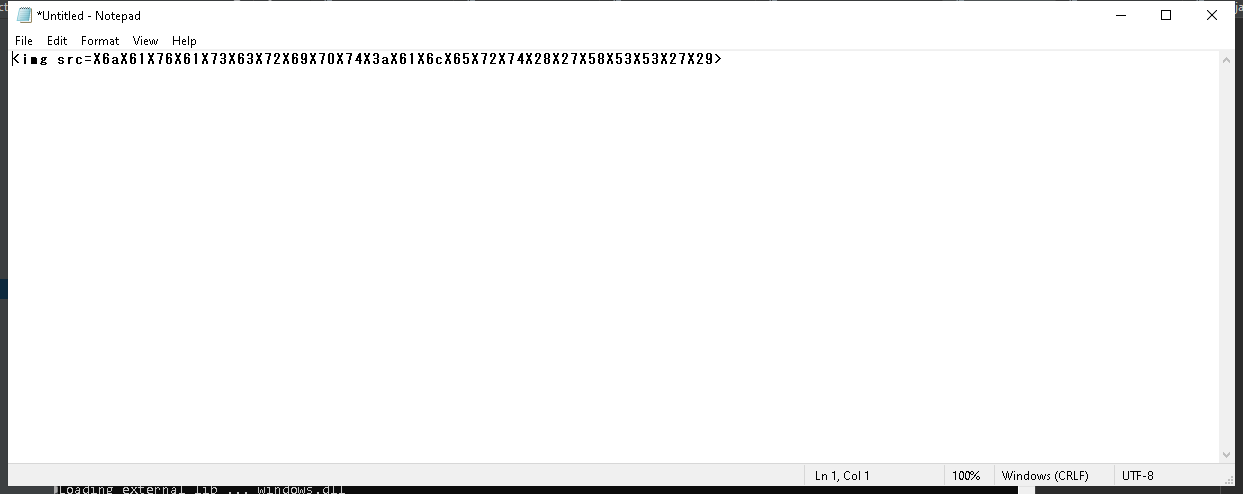 *Untitled - Notepad
File Edit Format View Help
<img src=X6aX61X76X61X73X63X72X69X70X74X3aX61X6cX65X72X74X28X27X58X53X53X27X29>
Ln 1, Col 1 100% Windows (CRLF) UTF-8
Loading external lib ... windows.dll